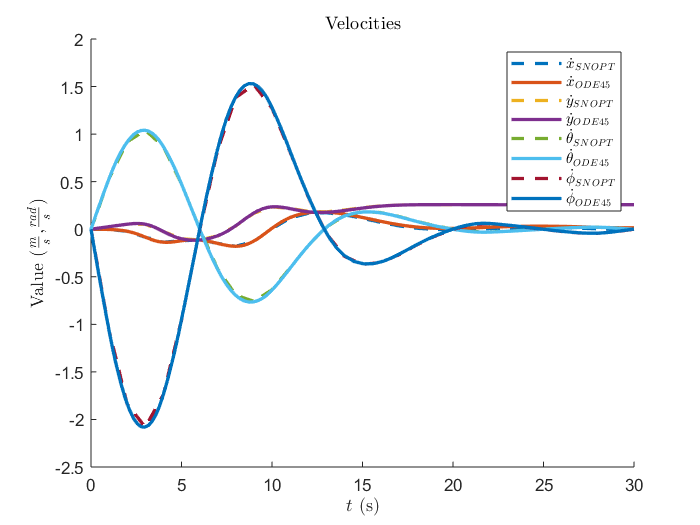 Velocities
Value (m/s, rad/s)
2
1.5
1
0.5
0
-0.5
-1
-1.5
-2
-2.5
0 5 10 15 20 25 30
t (s)
ẋ_SNOPT
ẋ_ODE45
ẏ_SNOPT
ẏ_ODE45
θ̇_SNOPT
θ̇_ODE45
ϕ̇_SNOPT
ϕ̇_ODE45